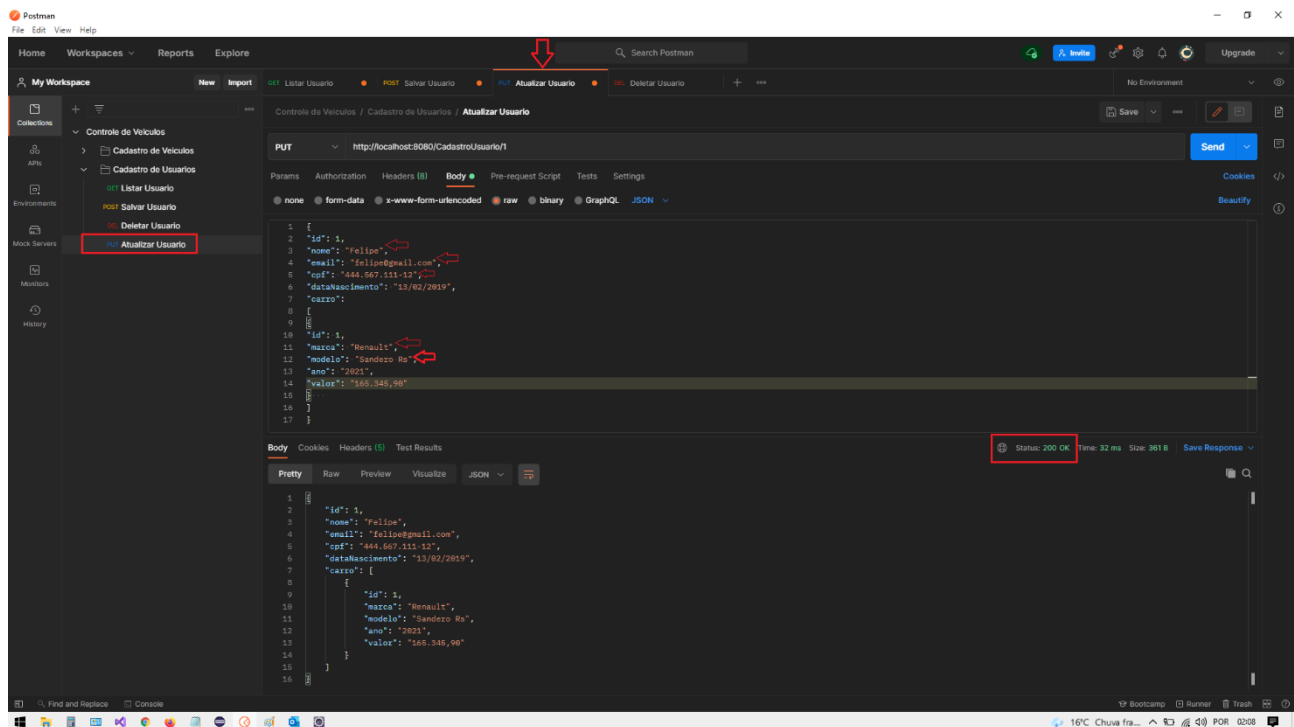 Postman
File Edit View Help
Home Workspaces Reports Explore Search Postman Invite Upgrade
My Workspace New Import GET Listar Usuario POST Salvar Usuario PUT Atualizar Usuario DEL Deletar Usuario + No Environment
Controle de Veiculos / Cadastro de Usuarios / Atualizar Usuario Save
Collections
APIs
Environments
Mock Servers
Monitors
History
Controle de Veiculos
Cadastro de Veiculos
Cadastro de Usuarios
GET Listar Usuario
POST Salvar Usuario
DEL Deletar Usuario
PUT Atualizar Usuario
PUT http://localhost:8080/CadastroUsuario/1 Send
Params Authorization Headers (8) Body Pre-request Script Tests Settings Cookies
none form-data x-www-form-urlencoded raw binary GraphQL JSON Beautify
1 {
2 "id": 1,
3 "nome": "Felipe",
4 "email": "felipe@gmail.com",
5 "cpf": "444.567.111-12",
6 "dataNascimento": "13/02/2019",
7 "carro":
8 [
9 {
10 "id": 1,
11 "marca": "Renault",
12 "modelo": "Sandero Rs",
13 "ano": "2021",
14 "valor": "165.345,90"
15 }
16 ]
17 }
Body Cookies Headers (5) Test Results Status: 200 OK Time: 32 ms Size: 361 B Save Response
Pretty Raw Preview Visualize JSON
1 {
2 "id": 1,
3 "nome": "Felipe",
4 "email": "felipe@gmail.com",
5 "cpf": "444.567.111-12",
6 "dataNascimento": "13/02/2019",
7 "carro": [
8 {
9 "id": 1,
10 "marca": "Renault",
11 "modelo": "Sandero Rs",
12 "ano": "2021",
13 "valor": "165.345,90"
14 }
15 ]
16 }
Find and Replace Console Bootcamp Runner Trash
16°C Chuva fra... POR 02:08